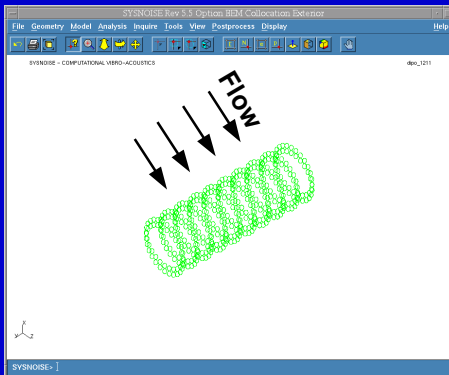 SYSNOISE Rev 5.5 Option BEM Collocation Exterior
File Geometry Model Analysis Inquire Tools View Postprocess Display Help
SYSNOISE - COMPUTATIONAL VIBRO-ACOUSTICS dipo_1211
Flow
X
Y Z
SYSNOISE>